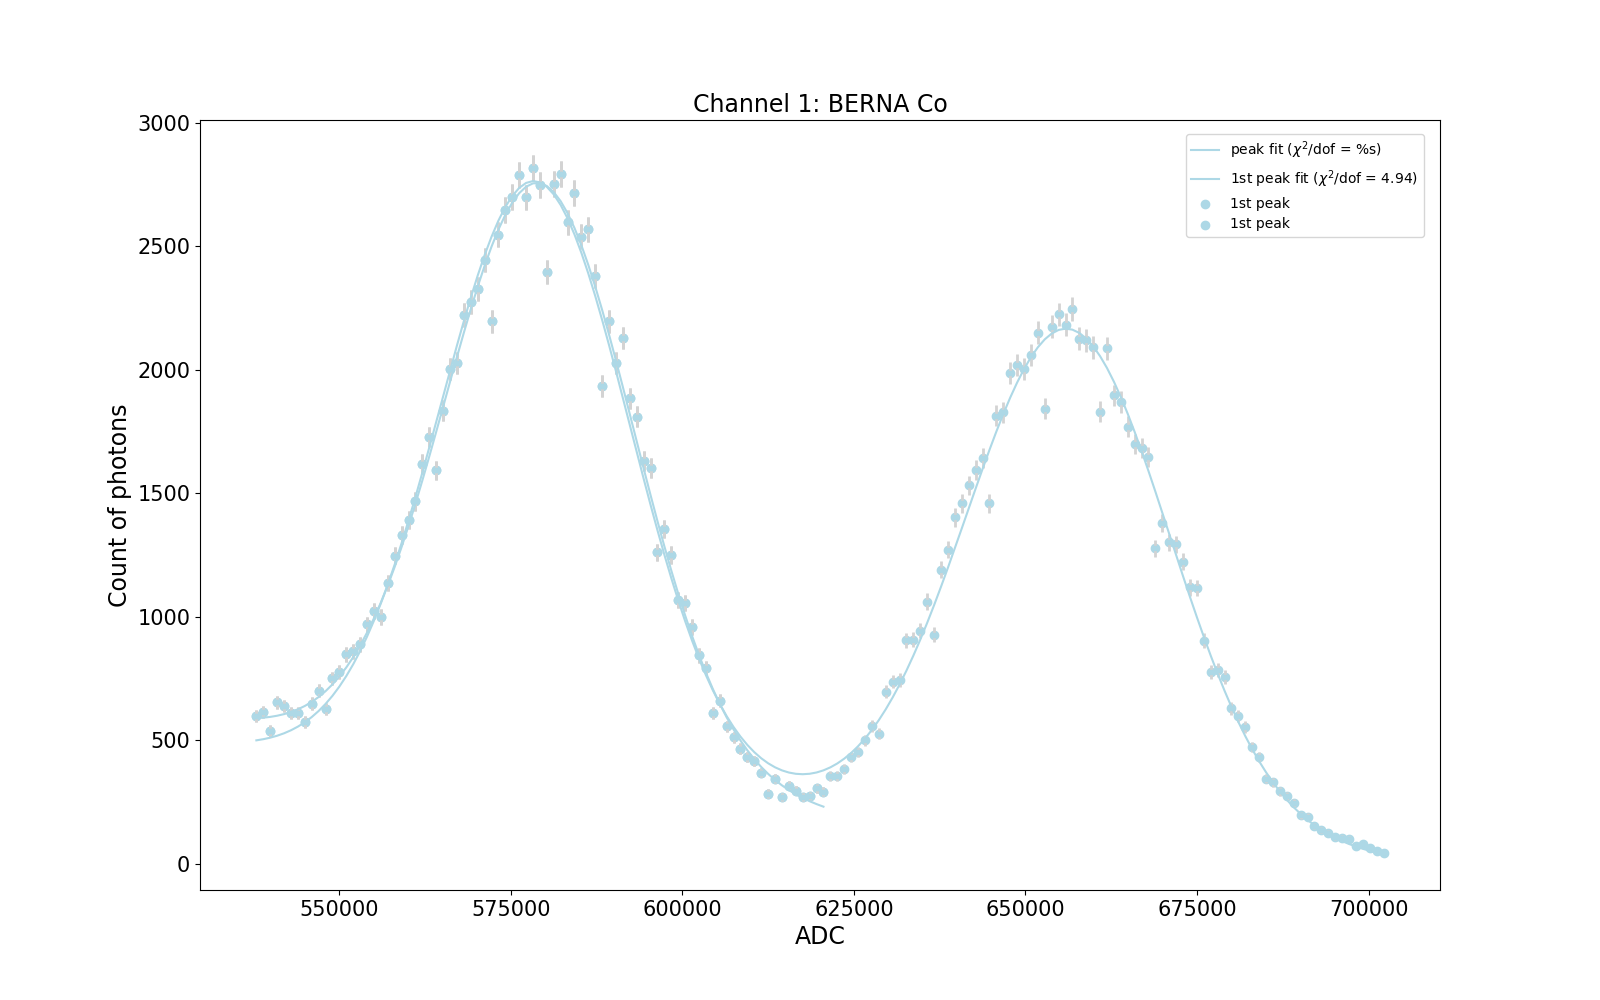 Channel 1: BERNA Co
3000
2500
2000
1500
1000
500
0
Count of photons
peak fit (χ²/dof = %s)
1st peak fit (χ²/dof = 4.94)
1st peak
1st peak
550000 575000 600000 625000 650000 675000 700000
ADC